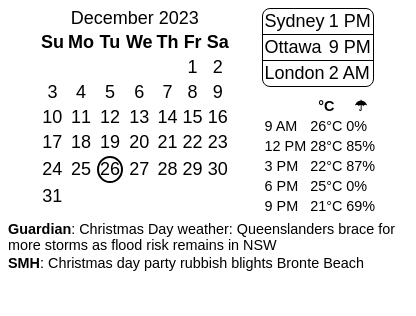 December 2023
Su Mo Tu We Th Fr Sa
1 2
3 4 5 6 7 8 9
10 11 12 13 14 15 16
17 18 19 20 21 22 23
24 25 26 27 28 29 30
31
Sydney 1 PM
Ottawa 9 PM
London 2 AM
°C ☂
9 AM 26°C 0%
12 PM 28°C 85%
3 PM 22°C 87%
6 PM 25°C 0%
9 PM 21°C 69%
Guardian: Christmas Day weather: Queenslanders brace for
more storms as flood risk remains in NSW
SMH: Christmas day party rubbish blights Bronte Beach